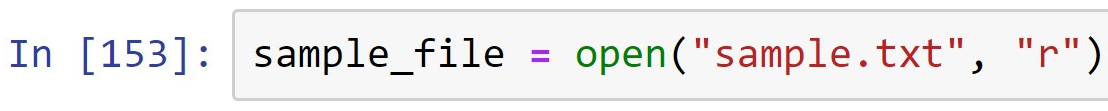 In [153]: sample_file = open("sample.txt", "r")